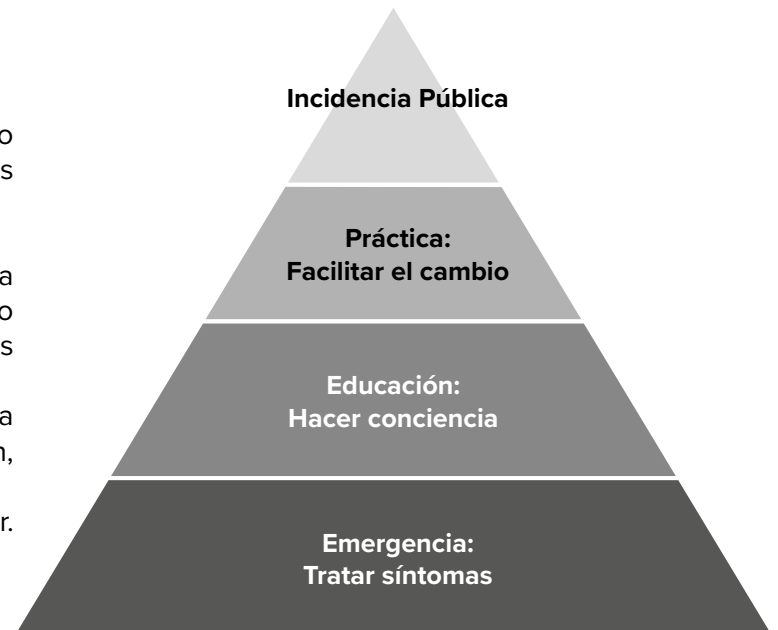 o
s
a
o
s
a
n,
r.
Incidencia Pública
Práctica:
Facilitar el cambio
Educación:
Hacer conciencia
Emergencia:
Tratar síntomas